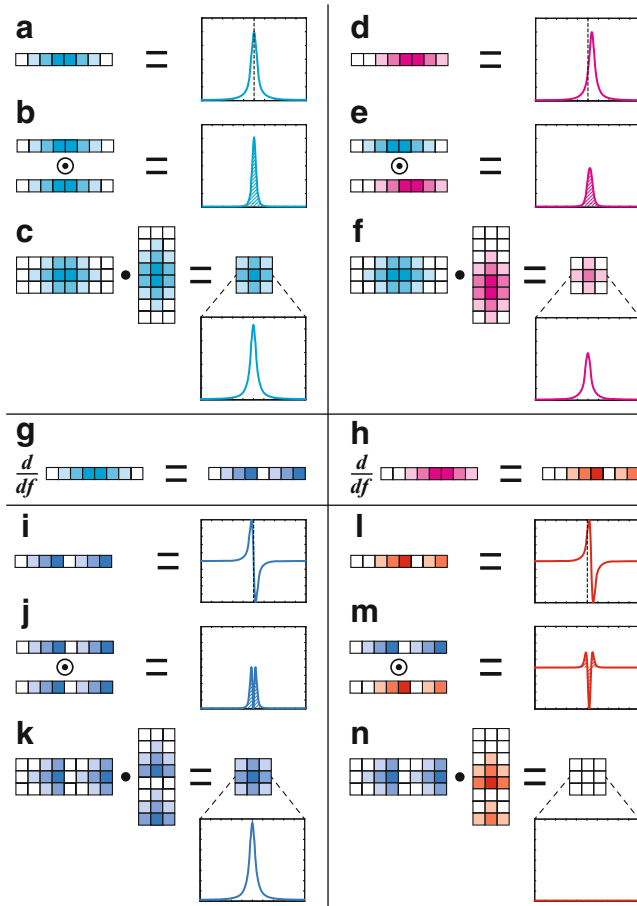 a
=
d
=
b
⊙
=
e
⊙
=
c
•
=
f
•
=
g
d
df
=
h
d
df
=
i
=
l
=
j
⊙
=
m
⊙
=
k
•
=
n
•
=